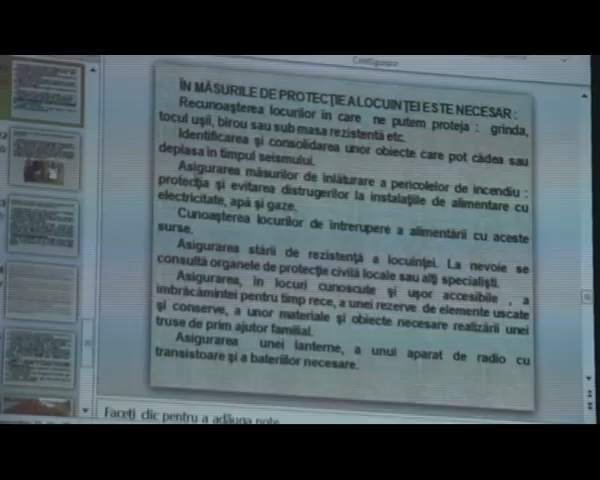 ÎN MĂSURILE DE PROTECŢIE A LOCUINŢEI ESTE NECESAR :
Recunoaşterea locurilor în care ne putem proteja : grinda,
tocul uşii, birou sau sub masa rezistentă etc.
Identificarea şi consolidarea unor obiecte care pot cădea sau
deplasa în timpul seismului.
Asigurarea măsurilor de înlăturare a pericolelor de incendiu :
protecţia şi evitarea distrugerilor la instalaţiile de alimentare cu
electricitate, apă şi gaze.
Cunoaşterea locurilor de întrerupere a alimentării cu aceste
surse.
Asigurarea stării de rezistenţă a locuinţei. La nevoie se
consultă organele de protecţie civilă locale sau alţi specialişti.
Asigurarea, în locuri cunoscute şi uşor accesibile , a
îmbrăcămintei pentru timp rece, a unei rezerve de elemente uscate
şi conserve, a unor materiale şi obiecte necesare realizării unei
truse de prim ajutor familial.
Asigurarea unei lanterne, a unui aparat de radio cu
transistoare şi a bateriilor necesare.
Faceţi clic pentru a adăuga note